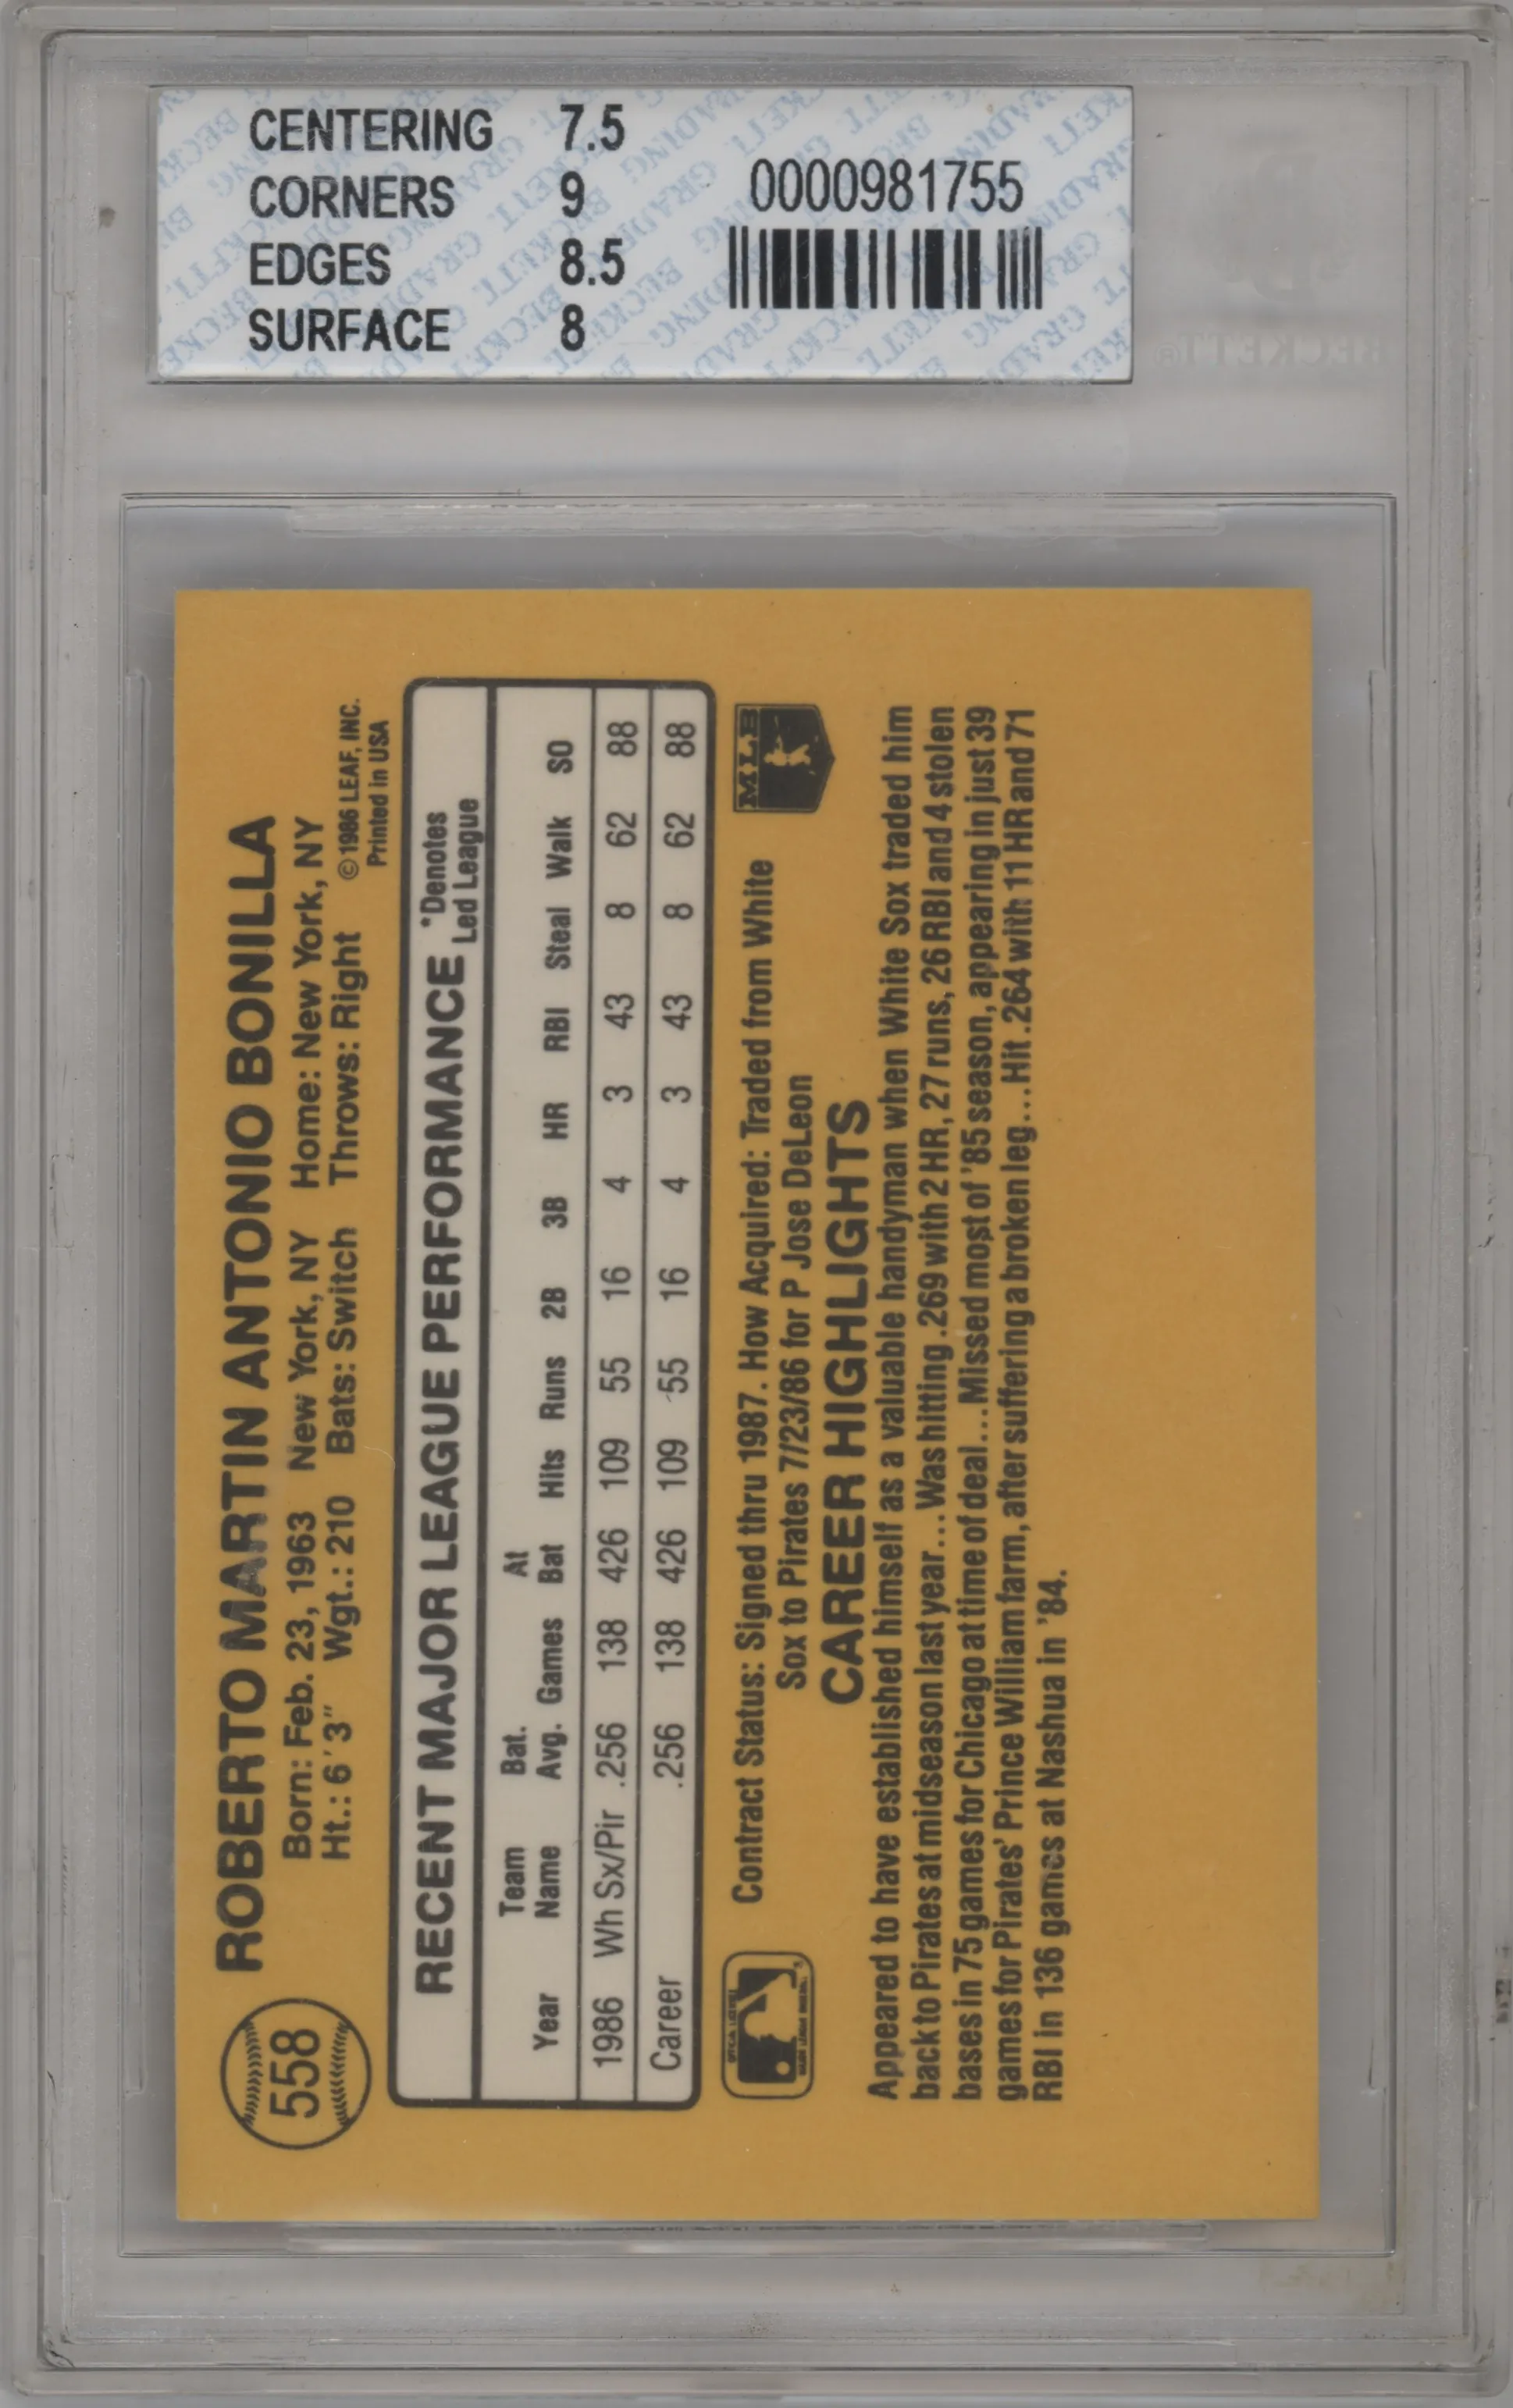 CENTERING 7.5
CORNERS 9
EDGES 8.5
SURFACE 8
0000981755
BECKETT
558
ROBERTO MARTIN ANTONIO BONILLA
Born: Feb. 23, 1963 New York, NY Home: New York, NY
Ht.: 6'3" Wgt.: 210 Bats: Switch Throws: Right
© 1986 LEAF, INC.
Printed in USA
RECENT MAJOR LEAGUE PERFORMANCE *Denotes Led League
Year Team Name Bat. Avg. Games At Bat Hits Runs 2B 3B HR RBI Steal Walk SO
1986 Wh Sx/Pir .256 138 426 109 55 16 4 3 43 8 62 88
Career .256 138 426 109 55 16 4 3 43 8 62 88
Contract Status: Signed thru 1987. How Acquired: Traded from White
Sox to Pirates 7/23/86 for P Jose DeLeon
MLB
CAREER HIGHLIGHTS
Appeared to have established himself as a valuable handyman when White Sox traded him
back to Pirates at midseason last year...Was hitting .269 with 2 HR, 27 runs, 26 RBI and 4 stolen
bases in 75 games for Chicago at time of deal...Missed most of '85 season, appearing in just 39
games for Pirates' Prince William farm, after suffering a broken leg...Hit .264 with 11 HR and 71
RBI in 136 games at Nashua in '84.